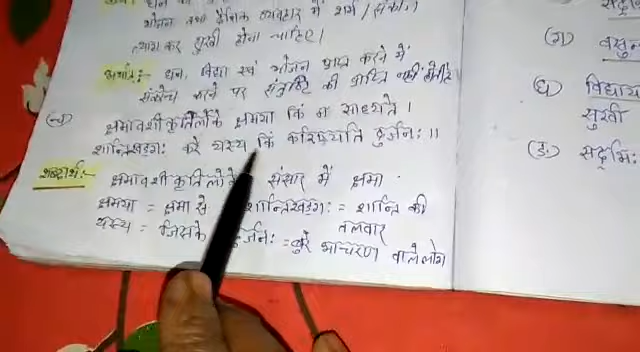 भोजन तथा दैनिक व्यवहार में शर्म (संकोच)
त्याग कर सुखी होना चाहिए।
अर्थात:- धन, विद्या एवं भोजन प्राप्त करने में
संकोच करने पर संतुष्टि की प्राप्ति नहीं होती है
क्षमावशीकृतिर्लोके क्षमया किं न साध्यते।
शान्तिखड्गः करे यस्य किं करिष्यति दुर्जनः॥
शब्दार्थ:- क्षमावशीकृतिर्लोके संसार में क्षमा
क्षमया = क्षमा से शान्तिखड्गः = शान्ति की
तलवार
यस्य = जिसके दुर्जनः = बुरे आचरण वाले लोग
(ग) वसुन
(घ) विद्याया
सुखी
(ङ) सद्भिः